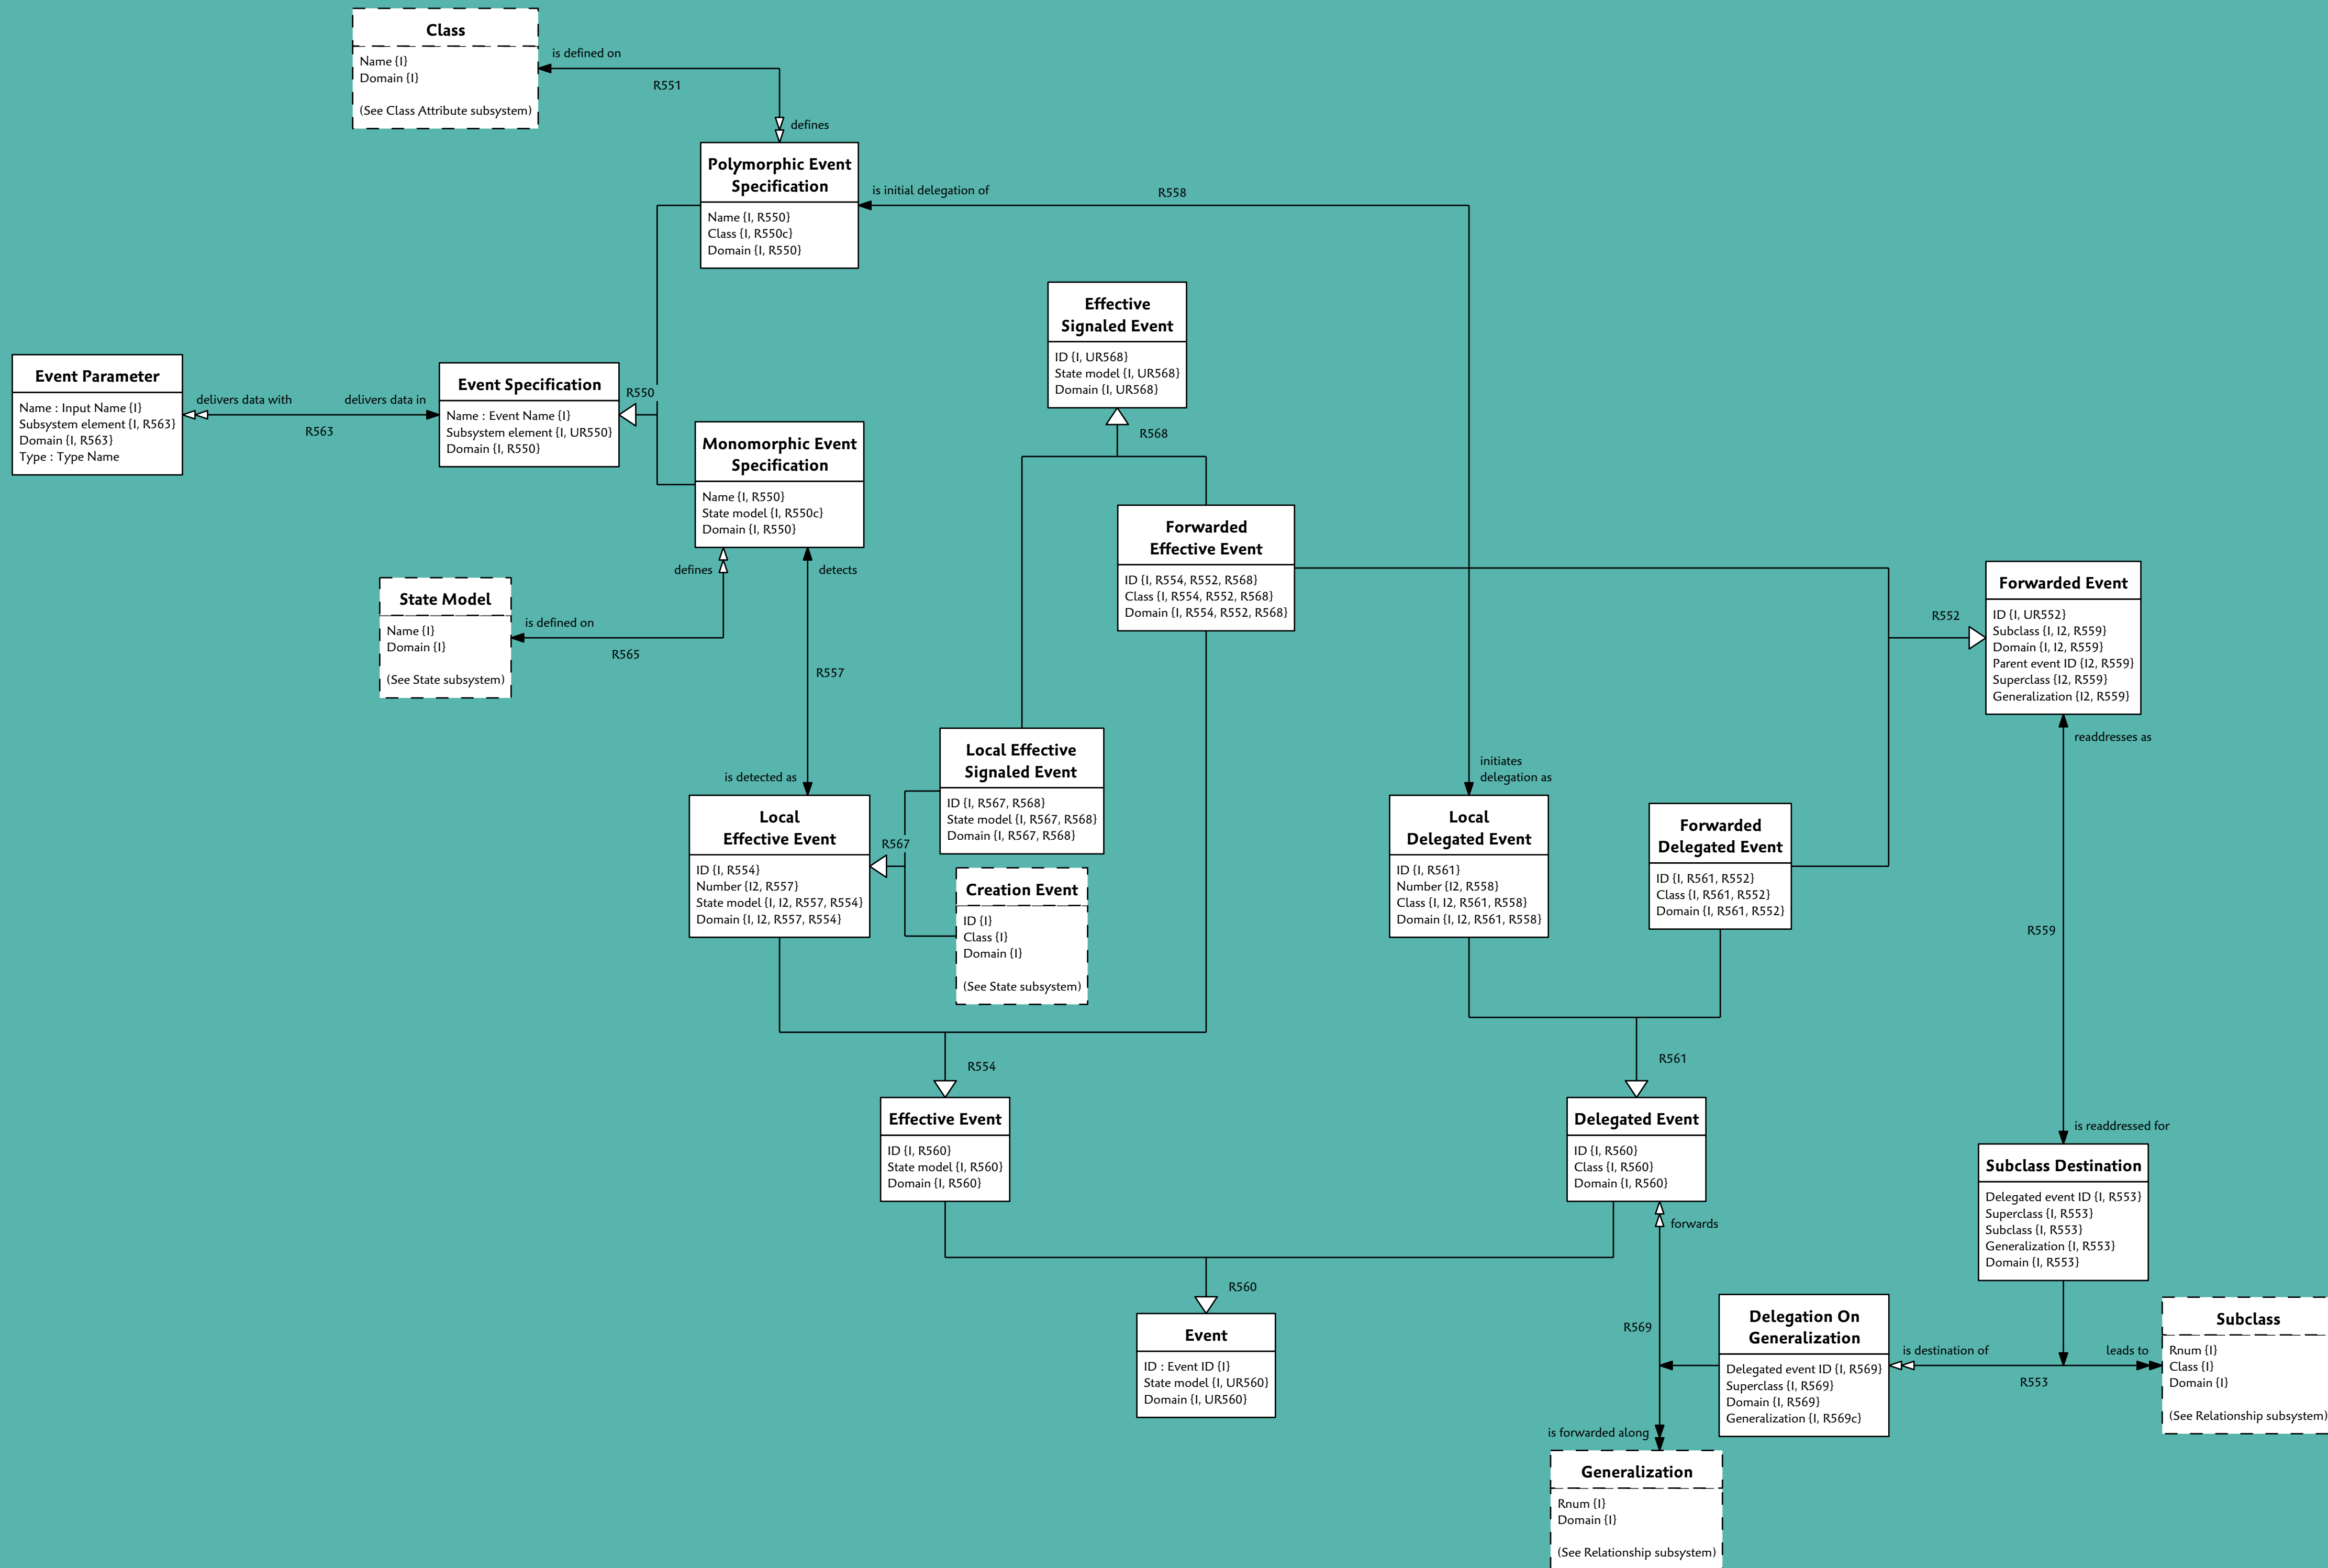 Class
Name {I}
Domain {I}
(See Class Attribute subsystem)
is defined on
R551
defines
Polymorphic Event
Specification
Name {I, R550}
Class {I, R550c}
Domain {I, R550}
is initial delegation of
R558
Effective
Signaled Event
ID {I, UR568}
State model {I, UR568}
Domain {I, UR568}
R568
Event Parameter
Name : Input Name {I}
Subsystem element {I, R563}
Domain {I, R563}
Type : Type Name
delivers data with
delivers data in
R563
Event Specification
Name : Event Name {I}
Subsystem element {I, UR550}
Domain {I, R550}
R550
Monomorphic Event
Specification
Name {I, R550}
State model {I, R550c}
Domain {I, R550}
defines
detects
State Model
Name {I}
Domain {I}
(See State subsystem)
is defined on
R565
R557
is detected as
Forwarded
Effective Event
ID {I, R554, R552, R568}
Class {I, R554, R552, R568}
Domain {I, R554, R552, R568}
R552
Forwarded Event
ID {I, UR552}
Subclass {I, I2, R559}
Domain {I, I2, R559}
Parent event ID {I2, R559}
Superclass {I2, R559}
Generalization {I2, R559}
readdresses as
Local Effective
Signaled Event
ID {I, R567, R568}
State model {I, R567, R568}
Domain {I, R567, R568}
Local
Effective Event
ID {I, R554}
Number {I2, R557}
State model {I, I2, R557, R554}
Domain {I, I2, R557, R554}
R567
Creation Event
ID {I}
Class {I}
Domain {I}
(See State subsystem)
initiates
delegation as
Local
Delegated Event
ID {I, R561}
Number {I2, R558}
Class {I, I2, R561, R558}
Domain {I, I2, R561, R558}
Forwarded
Delegated Event
ID {I, R561, R552}
Class {I, R561, R552}
Domain {I, R561, R552}
R559
R554
R561
Effective Event
ID {I, R560}
State model {I, R560}
Domain {I, R560}
Delegated Event
ID {I, R560}
Class {I, R560}
Domain {I, R560}
forwards
is readdressed for
Subclass Destination
Delegated event ID {I, R553}
Superclass {I, R553}
Subclass {I, R553}
Generalization {I, R553}
Domain {I, R553}
R560
Event
ID : Event ID {I}
State model {I, UR560}
Domain {I, UR560}
R569
Delegation On
Generalization
Delegated event ID {I, R569}
Superclass {I, R569}
Domain {I, R569}
Generalization {I, R569c}
is destination of
leads to
R553
Subclass
Rnum {I}
Class {I}
Domain {I}
(See Relationship subsystem)
is forwarded along
Generalization
Rnum {I}
Domain {I}
(See Relationship subsystem)